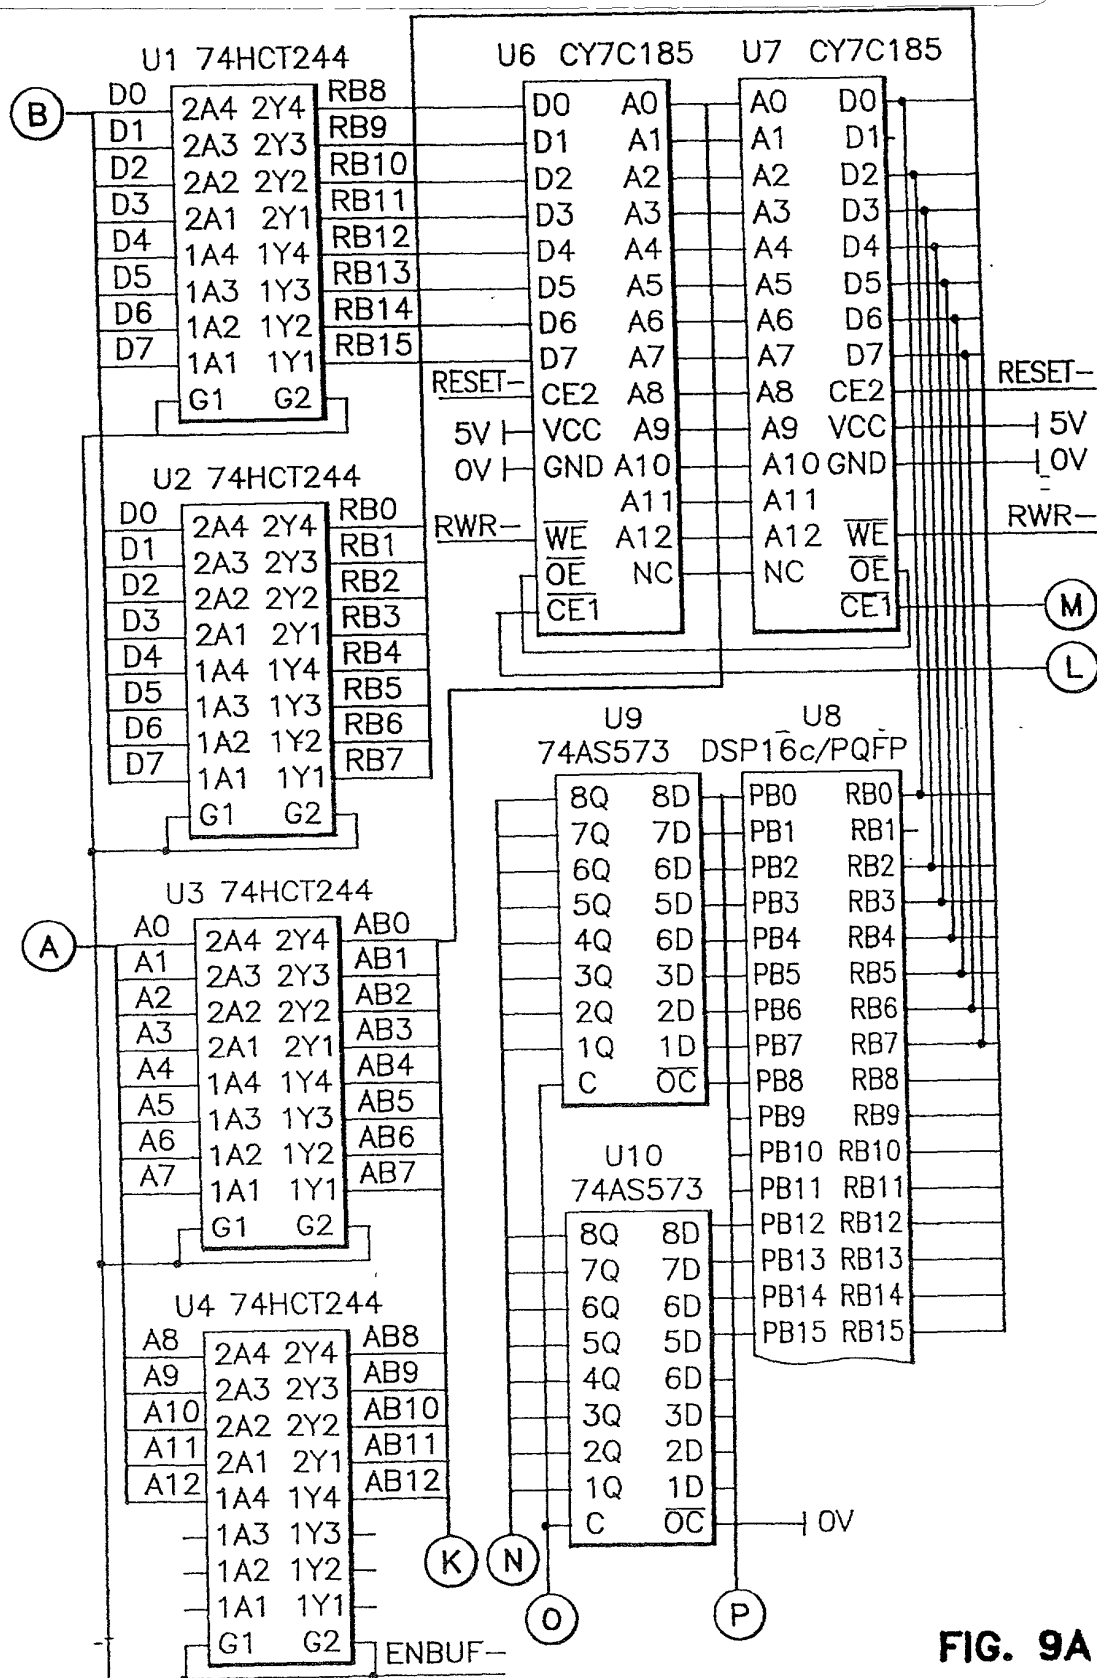 U1 74HCT244
B
D0 2A4 2Y4 RB8
D1 2A3 2Y3 RB9
D2 2A2 2Y2 RB10
D3 2A1 2Y1 RB11
D4 1A4 1Y4 RB12
D5 1A3 1Y3 RB13
D6 1A2 1Y2 RB14
D7 1A1 1Y1 RB15
G1 G2
U2 74HCT244
D0 2A4 2Y4 RB0
D1 2A3 2Y3 RB1
D2 2A2 2Y2 RB2
D3 2A1 2Y1 RB3
D4 1A4 1Y4 RB4
D5 1A3 1Y3 RB5
D6 1A2 1Y2 RB6
D7 1A1 1Y1 RB7
G1 G2
U3 74HCT244
A
A0 2A4 2Y4 AB0
A1 2A3 2Y3 AB1
A2 2A2 2Y2 AB2
A3 2A1 2Y1 AB3
A4 1A4 1Y4 AB4
A5 1A3 1Y3 AB5
A6 1A2 1Y2 AB6
A7 1A1 1Y1 AB7
G1 G2
U4 74HCT244
A8 2A4 2Y4 AB8
A9 2A3 2Y3 AB9
A10 2A2 2Y2 AB10
A11 2A1 2Y1 AB11
A12 1A4 1Y4 AB12
1A3 1Y3
1A2 1Y2
1A1 1Y1
G1 G2 ENBUF-
K
U6 CY7C185 U7 CY7C185
D0 A0 A0 D0
D1 A1 A1 D1
D2 A2 A2 D2
D3 A3 A3 D3
D4 A4 A4 D4
D5 A5 A5 D5
D6 A6 A6 D6
D7 A7 A7 D7
RESET- CE2 A8 A8 CE2 RESET-
5V VCC A9 A9 VCC 5V
0V GND A10 A10 GND 0V
A11 A11
RWR- WE A12 A12 WE RWR-
OE NC NC OE
CE1 CE1 M
L
U9 U8
74AS573 DSP16c/PQFP
8Q 8D PB0 RB0
7Q 7D PB1 RB1
6Q 6D PB2 RB2
5Q 5D PB3 RB3
4Q 6D PB4 RB4
3Q 3D PB5 RB5
2Q 2D PB6 RB6
1Q 1D PB7 RB7
C OC PB8 RB8
PB9 RB9
PB10 RB10
PB11 RB11
PB12 RB12
PB13 RB13
PB14 RB14
PB15 RB15
U10
74AS573
8Q 8D
7Q 7D
6Q 6D
5Q 5D
4Q 6D
3Q 3D
2Q 2D
1Q 1D
C OC 0V
N
O
P
FIG. 9A